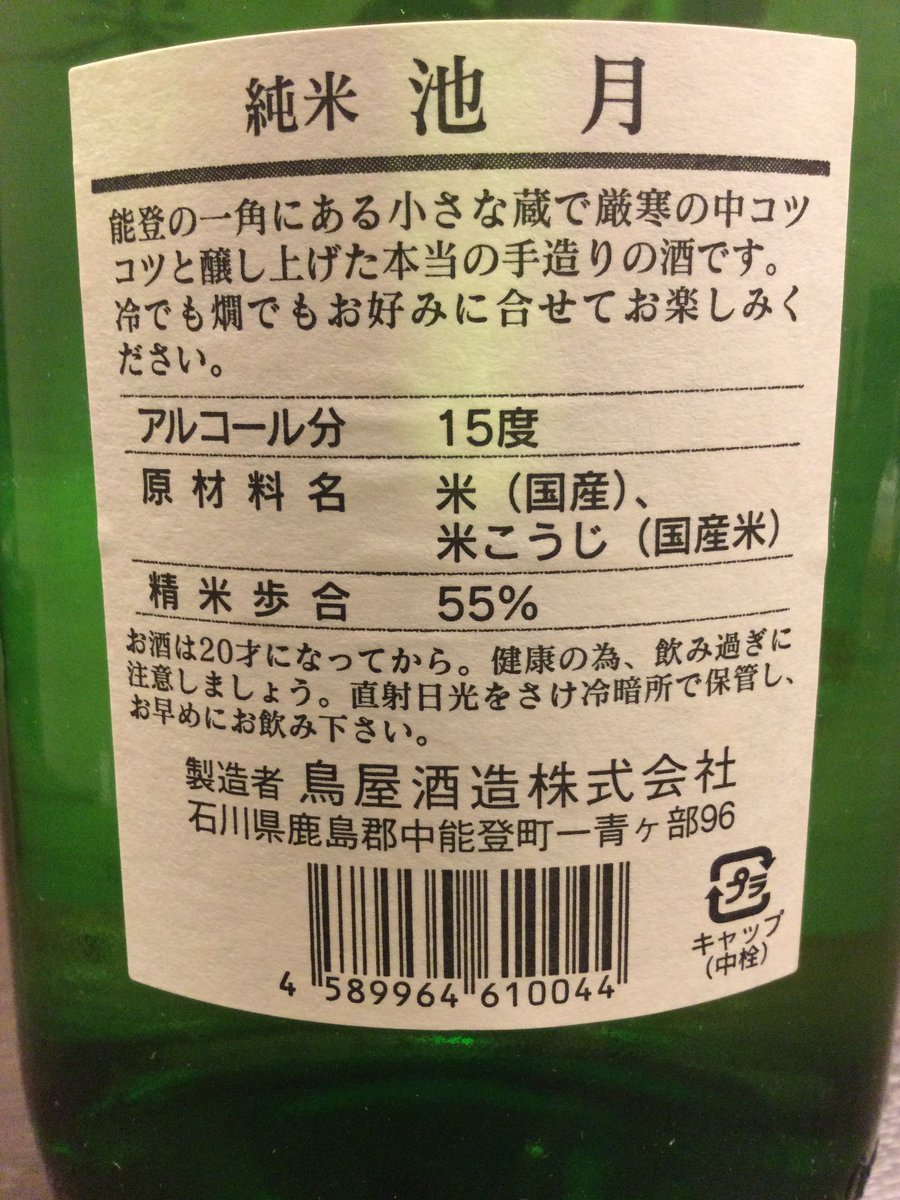 純米 池月
能登の一角にある小さな蔵で厳寒の中コツ
コツと醸し上げた本当の手造りの酒です。
冷でも燗でもお好みに合せてお楽しみく
ださい。
アルコール分 15度
原材料名 米（国産）、
米こうじ（国産米）
精米歩合 55%
お酒は20才になってから。健康の為、飲み過ぎに
注意しましょう。直射日光をさけ冷暗所で保管し、
お早めにお飲み下さい。
製造者 鳥屋酒造株式会社
石川県鹿島郡中能登町一青ヶ部96
プラ
キャップ
(中栓)
4 589964 610044